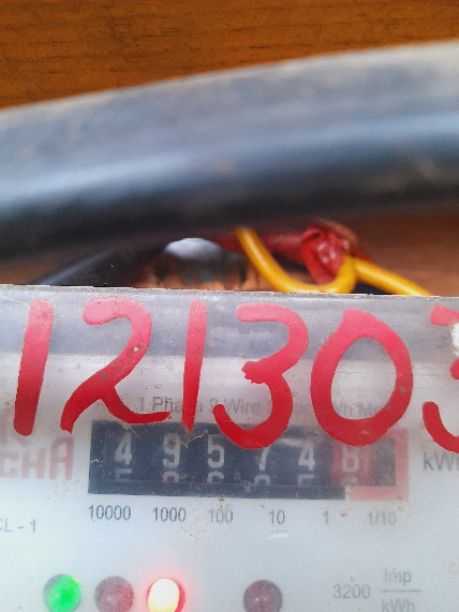 121303
1 Phase 2 Wire
4 9 5 7 4 8 kWh
10000 1000 100 10 1 1/10
CL - 1
3200 Imp
kWh